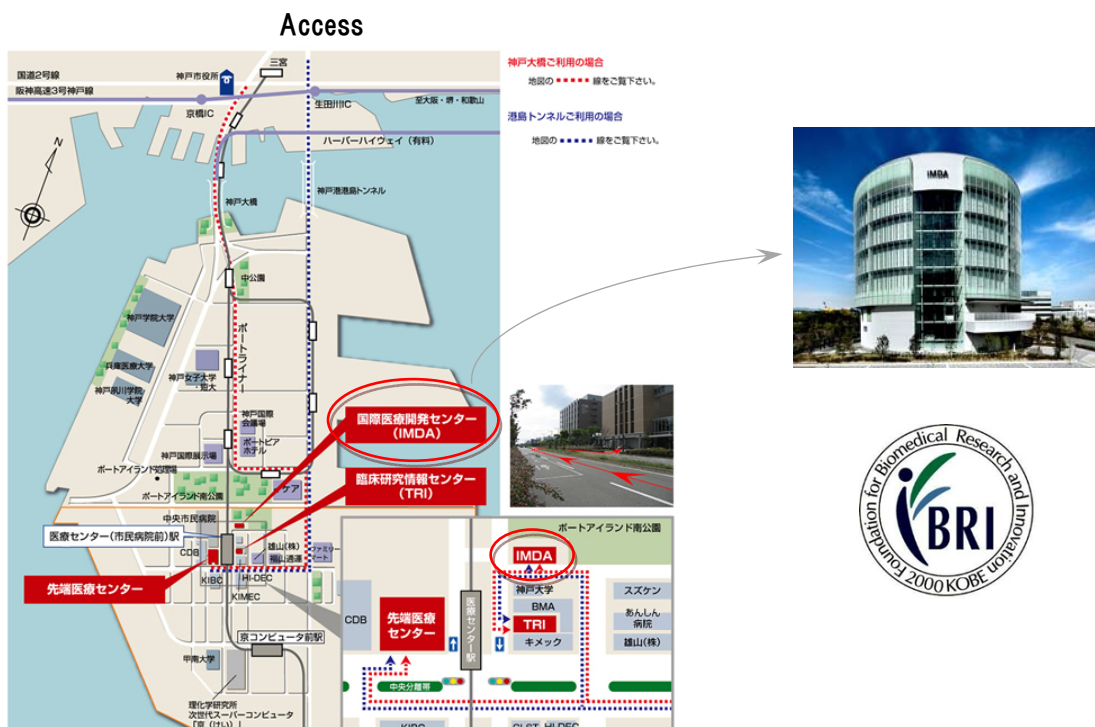 Access
三宮
国道2号線
神戸市役所
阪神高速3号神戸線
京橋IC
生田川IC
至大阪・堺・和歌山
ハーバーハイウェイ（有料）
N
神戸大橋
神戸港港島トンネル
中公園
神戸学院大学
ポートライナー
兵庫医療大学
神戸女子大学
・短大
神戸夙川学院
大学
神戸国際
会議場
ポートピア
ホテル
神戸国際展示場
ポートアイランド処理場
ポートアイランド南公園
中央市民病院
医療センター（市民病院前）駅
CDB
雄山(株)
福山通運
KIBC
HI-DEC
KIMEC
先端医療センター
京コンピュータ前駅
甲南大学
理化学研究所
次世代スーパーコンピュータ
「京（けい）」
国際医療開発センター
（IMDA）
臨床研究情報センター
（TRI）
神戸大橋ご利用の場合
地図の 線をご覧下さい。
港島トンネルご利用の場合
地図の 線をご覧下さい。
ポートアイランド南公園
IMDA
神戸大学
スズケン
BMA
TRI
あんしん
病院
キメック
雄山(株)
CDB
先端医療
センター
医療センター駅
中央分離帯
KIBC
HI-DEC
IMDA
Foundation for Biomedical Research and Innovation
iBRI
2000 KOBE